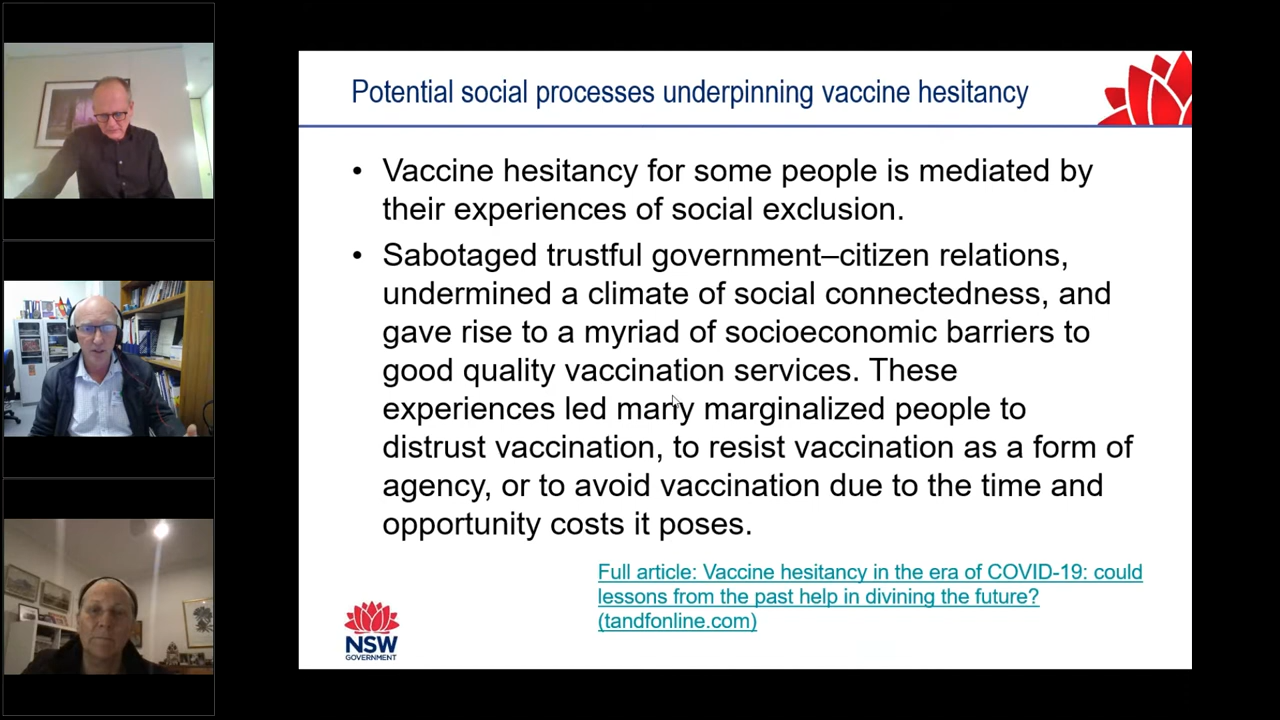 Potential social processes underpinning vaccine hesitancy
• Vaccine hesitancy for some people is mediated by
their experiences of social exclusion.
• Sabotaged trustful government–citizen relations,
undermined a climate of social connectedness, and
gave rise to a myriad of socioeconomic barriers to
good quality vaccination services. These
experiences led many marginalized people to
distrust vaccination, to resist vaccination as a form of
agency, or to avoid vaccination due to the time and
opportunity costs it poses.
Full article: Vaccine hesitancy in the era of COVID-19: could
lessons from the past help in divining the future?
(tandfonline.com)
NSW
GOVERNMENT